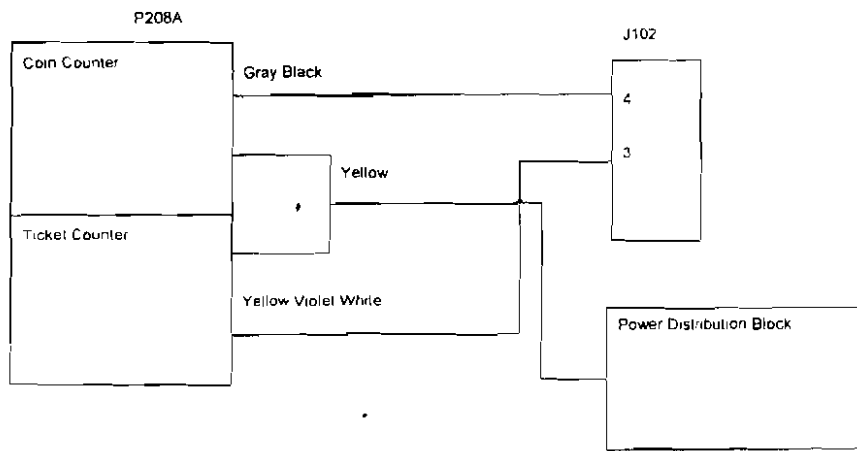 P208A
J102
Coin Counter
Gray Black
4
3
Yellow
Ticket Counter
Yellow Violet White
Power Distribution Block